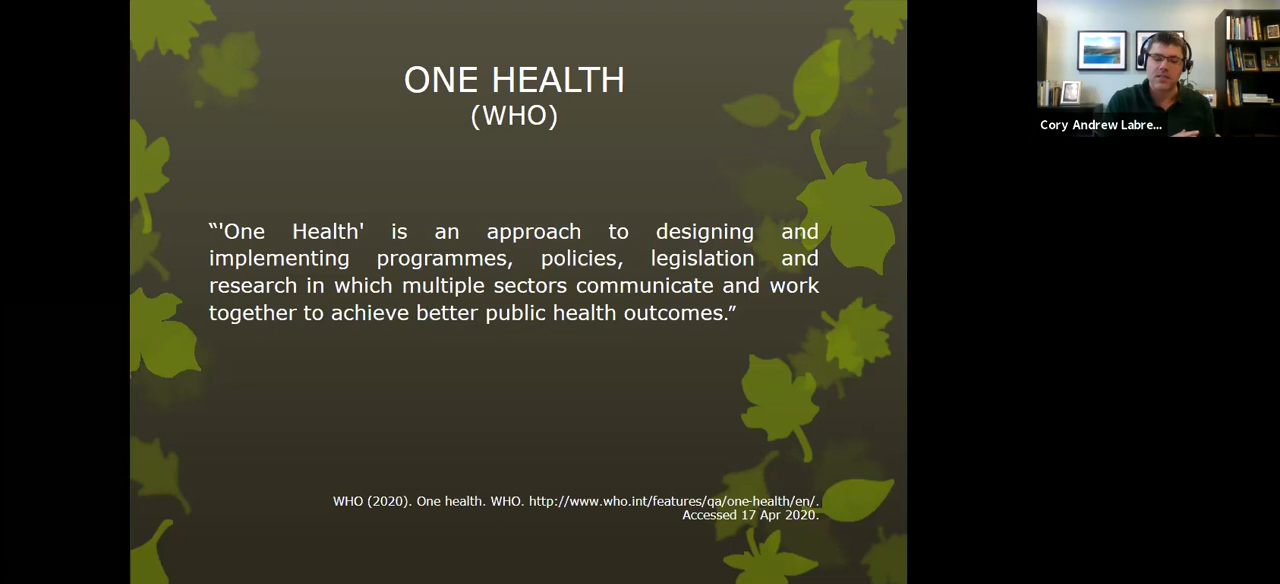 ONE HEALTH
(WHO)
“'One Health' is an approach to designing and
implementing programmes, policies, legislation and
research in which multiple sectors communicate and work
together to achieve better public health outcomes.”
WHO (2020). One health. WHO. http://www.who.int/features/qa/one-health/en/.
Accessed 17 Apr 2020.
Cory Andrew Labre...